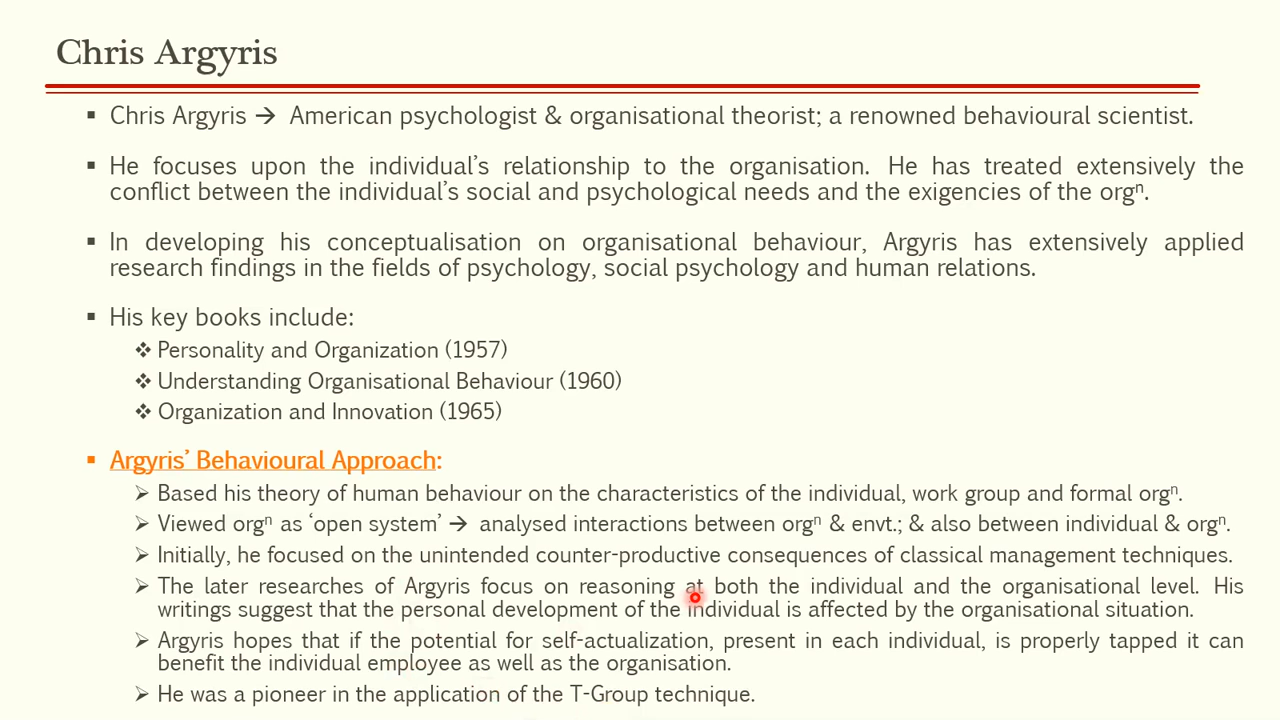 Chris Argyris
▪ Chris Argyris → American psychologist & organisational theorist; a renowned behavioural scientist.
▪ He focuses upon the individual’s relationship to the organisation. He has treated extensively the
conflict between the individual’s social and psychological needs and the exigencies of the orgⁿ.
▪ In developing his conceptualisation on organisational behaviour, Argyris has extensively applied
research findings in the fields of psychology, social psychology and human relations.
▪ His key books include:
❖ Personality and Organization (1957)
❖ Understanding Organisational Behaviour (1960)
❖ Organization and Innovation (1965)
▪ Argyris’ Behavioural Approach:
➢ Based his theory of human behaviour on the characteristics of the individual, work group and formal orgⁿ.
➢ Viewed orgⁿ as ‘open system’ → analysed interactions between orgⁿ & envt.; & also between individual & orgⁿ.
➢ Initially, he focused on the unintended counter-productive consequences of classical management techniques.
➢ The later researches of Argyris focus on reasoning at both the individual and the organisational level. His
writings suggest that the personal development of the individual is affected by the organisational situation.
➢ Argyris hopes that if the potential for self-actualization, present in each individual, is properly tapped it can
benefit the individual employee as well as the organisation.
➢ He was a pioneer in the application of the T-Group technique.